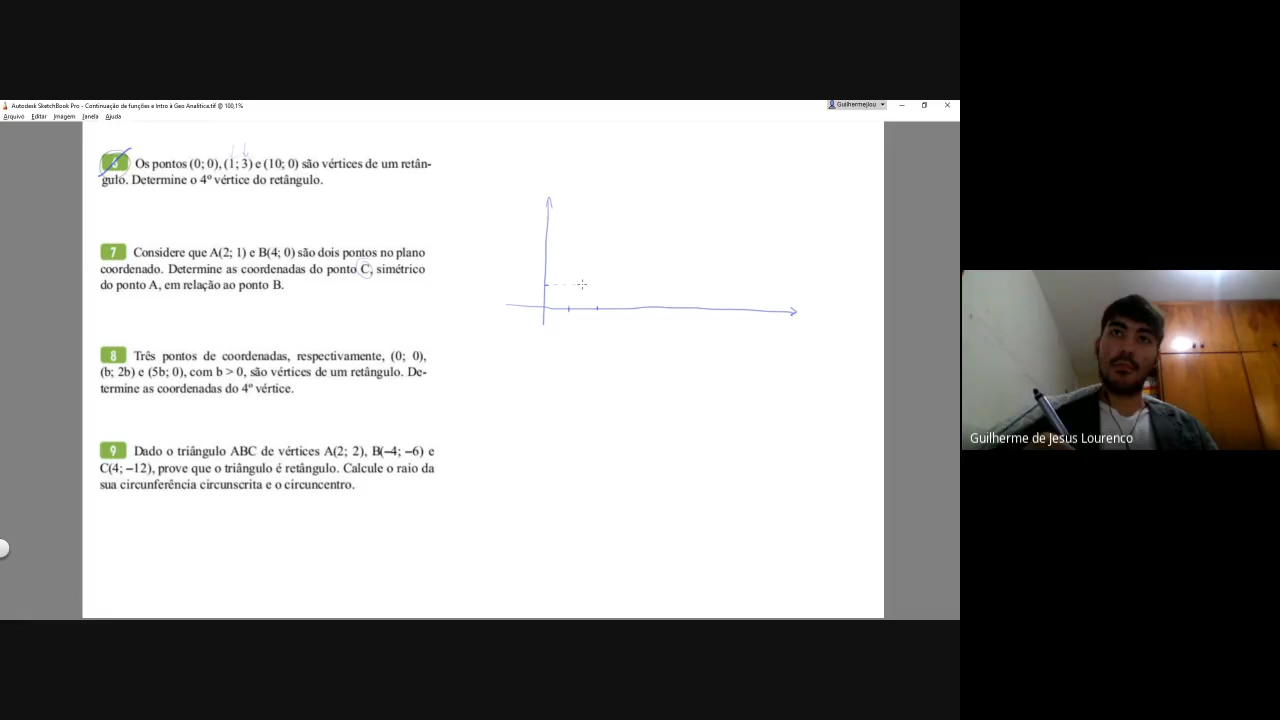 Autodesk SketchBook Pro - Continuação de funções e Intro à Geo Analítica.tif @ 100,1%
Guilhermejlou
Arquivo Editar Imagem Janela Ajuda
Os pontos (0; 0), (1; 3) e (10; 0) são vértices de um retân-
gulo. Determine o 4º vértice do retângulo.
7 Considere que A(2; 1) e B(4; 0) são dois pontos no plano
coordenado. Determine as coordenadas do ponto C, simétrico
do ponto A, em relação ao ponto B.
8 Três pontos de coordenadas, respectivamente, (0; 0),
(b; 2b) e (5b; 0), com b > 0, são vértices de um retângulo. De-
termine as coordenadas do 4º vértice.
9 Dado o triângulo ABC de vértices A(2; 2), B(–4; –6) e
C(4; –12), prove que o triângulo é retângulo. Calcule o raio da
sua circunferência circunscrita e o circuncentro.
Guilherme de Jesus Lourenco